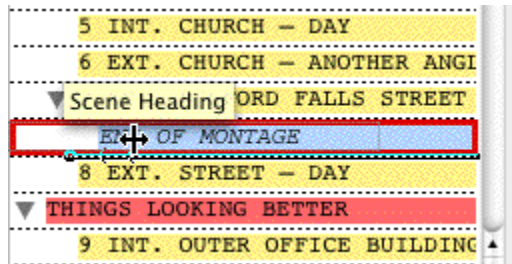 5 INT. CHURCH — DAY
6 EXT. CHURCH — ANOTHER ANGL
Scene Heading ORD FALLS STREET
OF MONTAGE
8 EXT. STREET — DAY
THINGS LOOKING BETTER
9 INT. OUTER OFFICE BUILDING